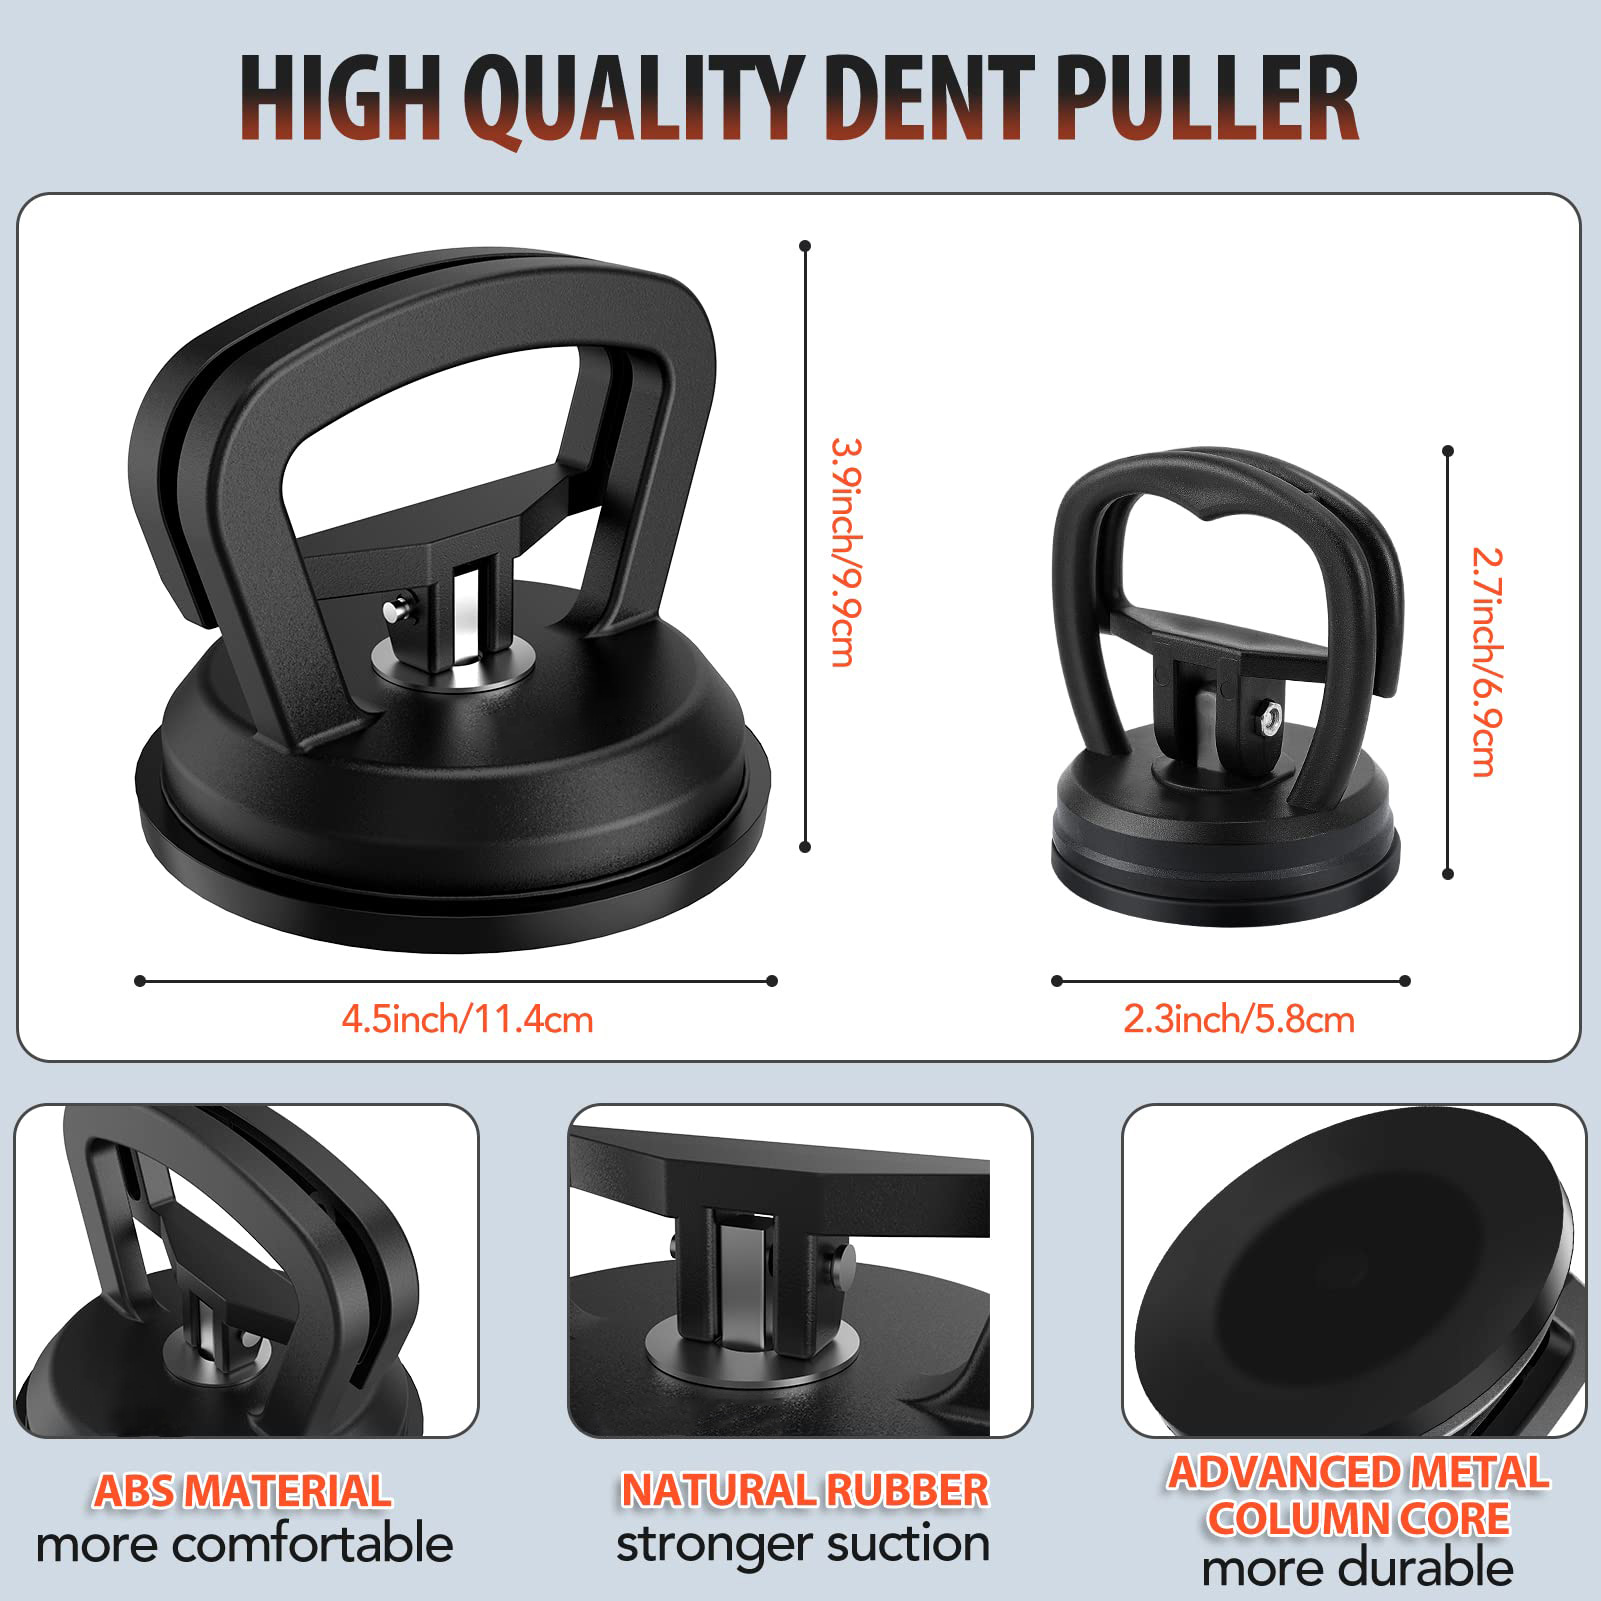 HIGH QUALITY DENT PULLER
3.9inch/9.9cm
2.7inch/6.9cm
4.5inch/11.4cm
2.3inch/5.8cm
ABS MATERIAL
more comfortable
NATURAL RUBBER
stronger suction
ADVANCED METAL
COLUMN CORE
more durable